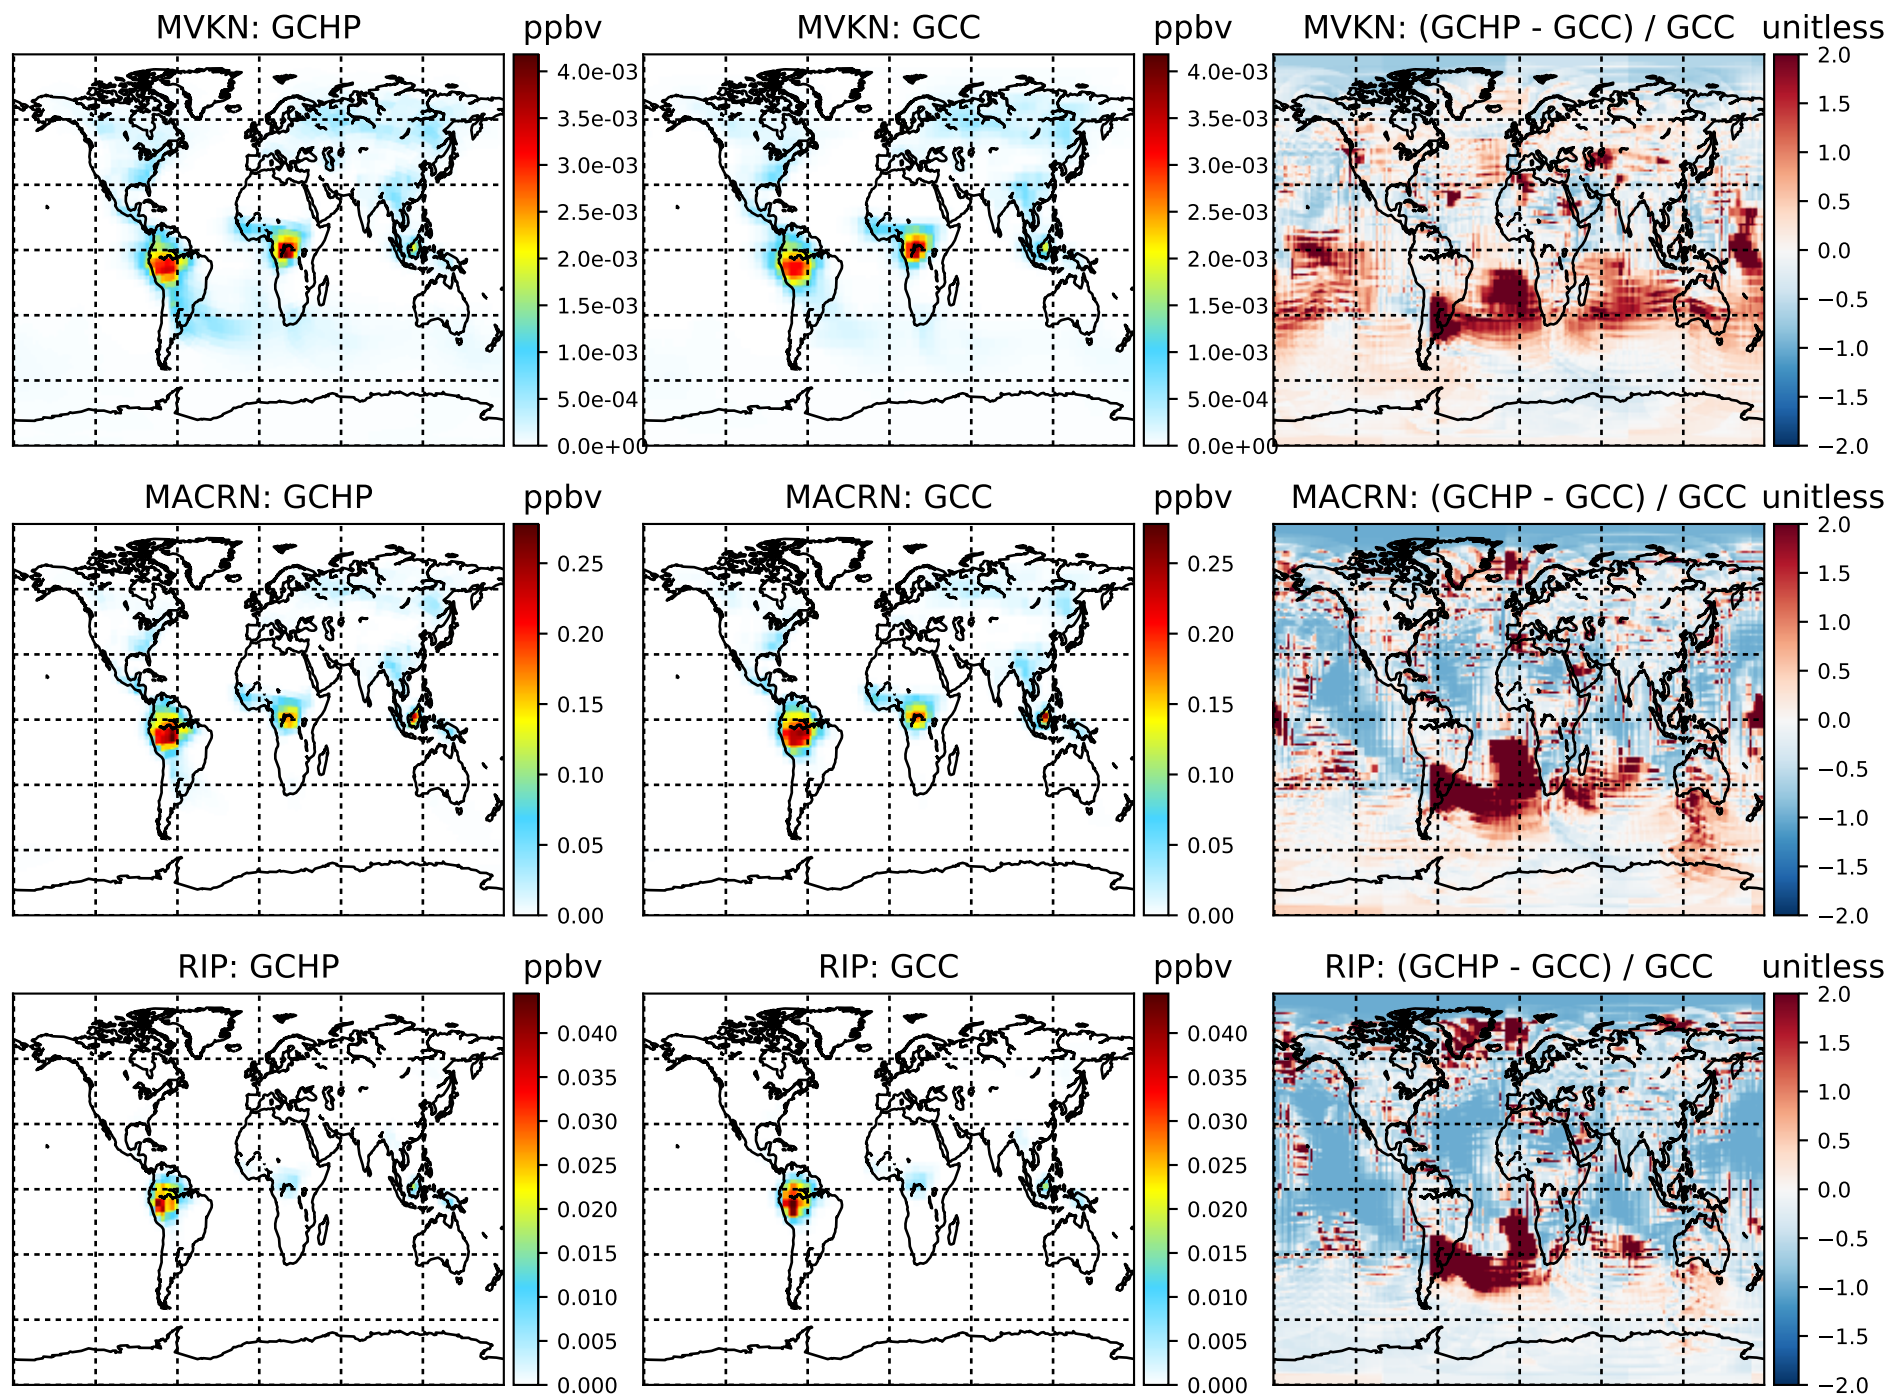 MVKN: GCHP ppbv MVKN: GCC ppbv MVKN: (GCHP - GCC) / GCC unitless
4.0e-03 4.0e-03 2.0
3.5e-03 3.5e-03 1.5
3.0e-03 3.0e-03 1.0
2.5e-03 2.5e-03 0.5
2.0e-03 2.0e-03 0.0
1.5e-03 1.5e-03 −0.5
1.0e-03 1.0e-03 −1.0
5.0e-04 5.0e-04 −1.5
0.0e+00 0.0e+00 −2.0
MACRN: GCHP ppbv MACRN: GCC ppbv MACRN: (GCHP - GCC) / GCC unitless
0.25 0.25 2.0
0.20 0.20 1.5
0.15 0.15 1.0
0.10 0.10 0.5
0.05 0.05 0.0
0.00 0.00 −0.5
−1.0
−1.5
−2.0
RIP: GCHP ppbv RIP: GCC ppbv RIP: (GCHP - GCC) / GCC unitless
0.040 0.040 2.0
0.035 0.035 1.5
0.030 0.030 1.0
0.025 0.025 0.5
0.020 0.020 0.0
0.015 0.015 −0.5
0.010 0.010 −1.0
0.005 0.005 −1.5
0.000 0.000 −2.0